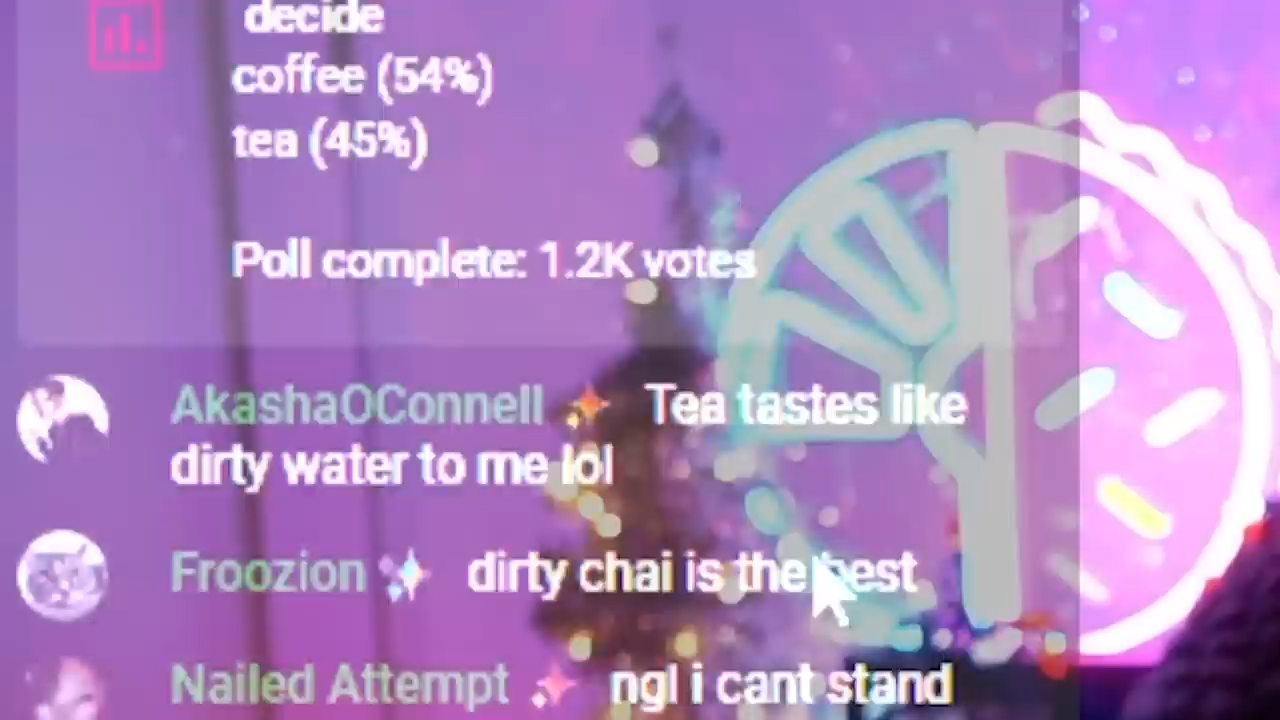 decide
coffee (54%)
tea (45%)
Poll complete: 1.2K votes
AkashaOConnell Tea tastes like
dirty water to me lol
Froozion dirty chai is the best
Nailed Attempt ngl i cant stand